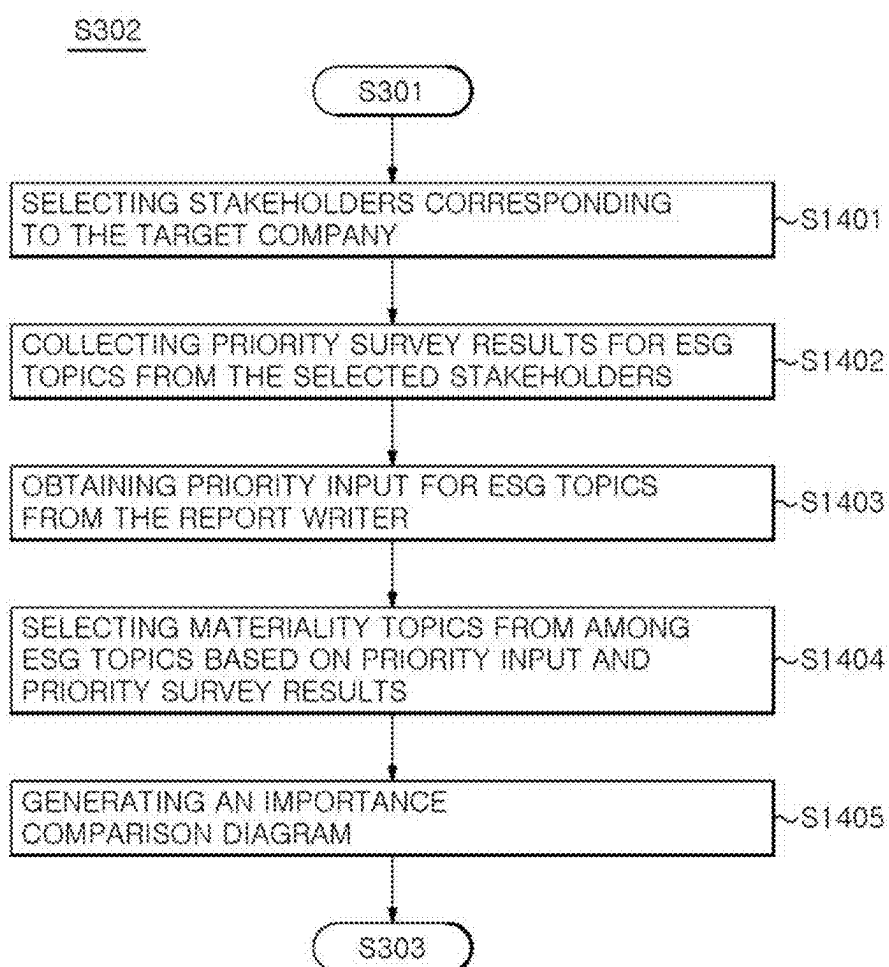 S302
S301
SELECTING STAKEHOLDERS CORRESPONDING
TO THE TARGET COMPANY
S1401
COLLECTING PRIORITY SURVEY RESULTS FOR ESG
TOPICS FROM THE SELECTED STAKEHOLDERS
S1402
OBTAINING PRIORITY INPUT FOR ESG TOPICS
FROM THE REPORT WRITER
S1403
SELECTING MATERIALITY TOPICS FROM AMONG
ESG TOPICS BASED ON PRIORITY INPUT AND
PRIORITY SURVEY RESULTS
S1404
GENERATING AN IMPORTANCE
COMPARISON DIAGRAM
S1405
S303